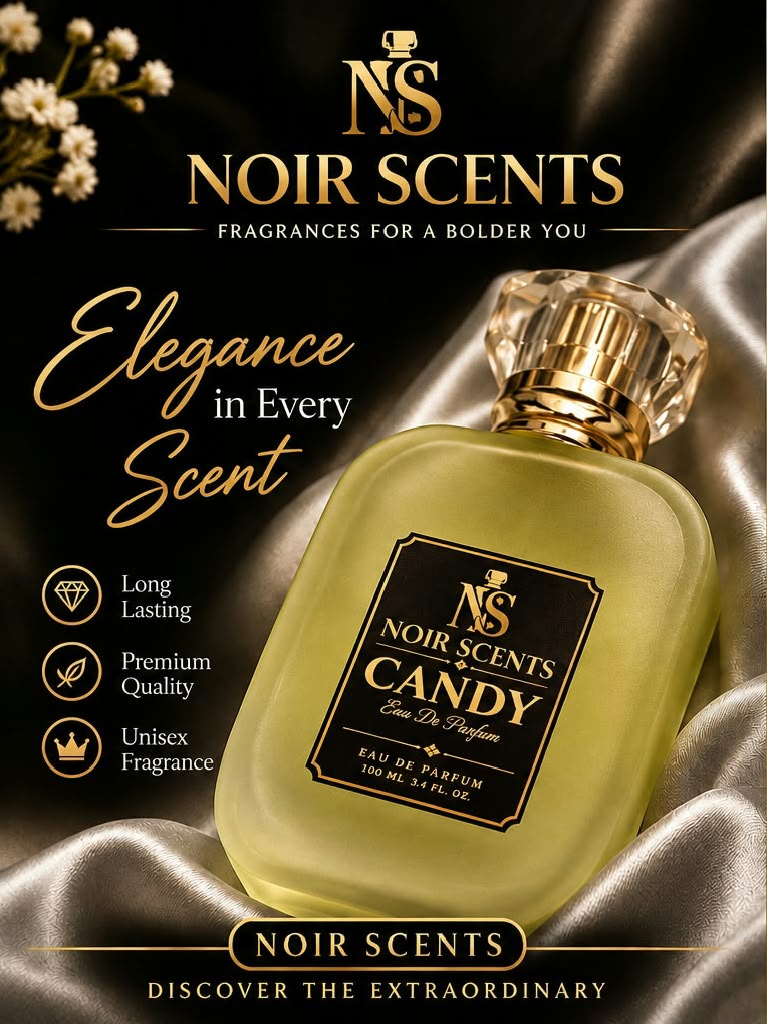 NS
NOIR SCENTS
FRAGRANCES FOR A BOLDER YOU
Elegance
in Every
Scent
Long
Lasting
Premium
Quality
Unisex
Fragrance
NS
NOIR SCENTS
CANDY
Eau De Parfum
EAU DE PARFUM
100 ML 3.4 FL. OZ.
NOIR SCENTS
DISCOVER THE EXTRAORDINARY